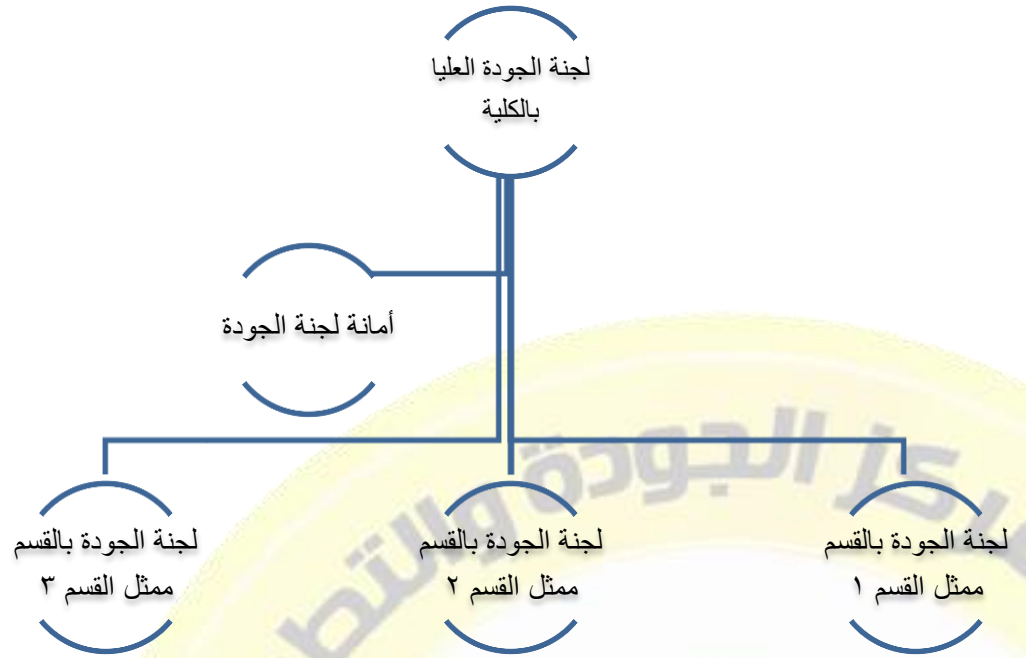 لجنة الجودة العليا
بالكلية
أمانة لجنة الجودة
لجنة الجودة بالقسم
ممثل القسم ١
لجنة الجودة بالقسم
ممثل القسم ٢
لجنة الجودة بالقسم
ممثل القسم ٣
الجودة